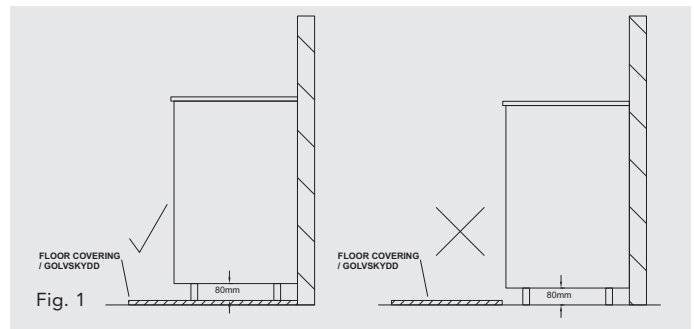 FLOOR COVERING
/ GOLVSKYDD
80mm
Fig. 1
FLOOR COVERING
/ GOLVSKYDD
80mm